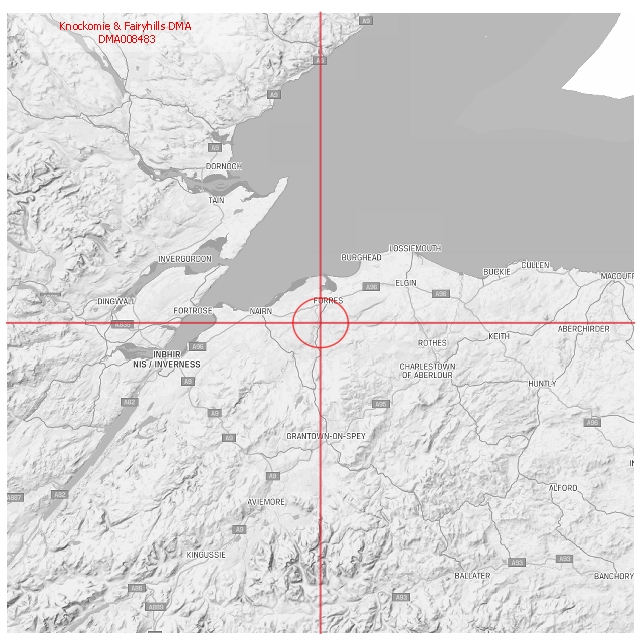 Knockomie & Fairyhills DMA
DMA008483
A9
A9
A9
A9
DORNOCH
TAIN
LOSSIEMOUTH
BURGHEAD
INVERGORDON
CULLEN
BUCKIE
MACDUFF
ELGIN
A96
A96
DINGWALL
FORRES
FORTROSE
NAIRN
A835
ABERCHIRDER
KEITH
ROTHES
A96
INBHIR
NIS / INVERNESS
CHARLESTOWN
OF ABERLOUR
A9
HUNTLY
A82
A95
A9
A96
A9
GRANTOWN-ON-SPEY
A9
ALFORD
A887
A82
AVIEMORE
A9
KINGUSSIE
A93
A93
BALLATER
BANCHORY
A86
A93
A889